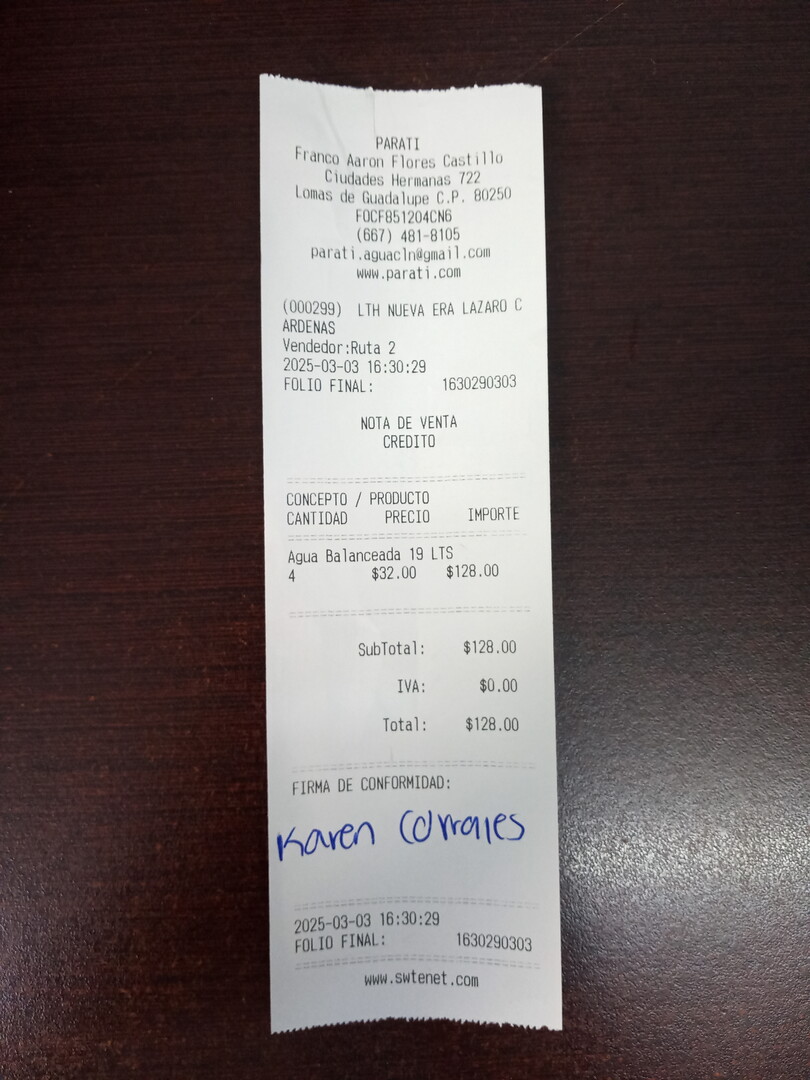 PARATI
Franco Aaron Flores Castillo
Ciudades Hermanas 722
Lomas de Guadalupe C.P. 80250
FOCF851204CN6
(667) 481-8105
parati.aguacln@gmail.com
www.parati.com
(000299) LTH NUEVA ERA LAZARO C
ARDENAS
Vendedor:Ruta 2
2025-03-03 16:30:29
FOLIO FINAL: 1630290303
NOTA DE VENTA
CREDITO
CONCEPTO / PRODUCTO
CANTIDAD PRECIO IMPORTE
Agua Balanceada 19 LTS
4 $32.00 $128.00
SubTotal: $128.00
IVA: $0.00
Total: $128.00
FIRMA DE CONFORMIDAD:
Karen Corrales
2025-03-03 16:30:29
FOLIO FINAL: 1630290303
www.swtenet.com